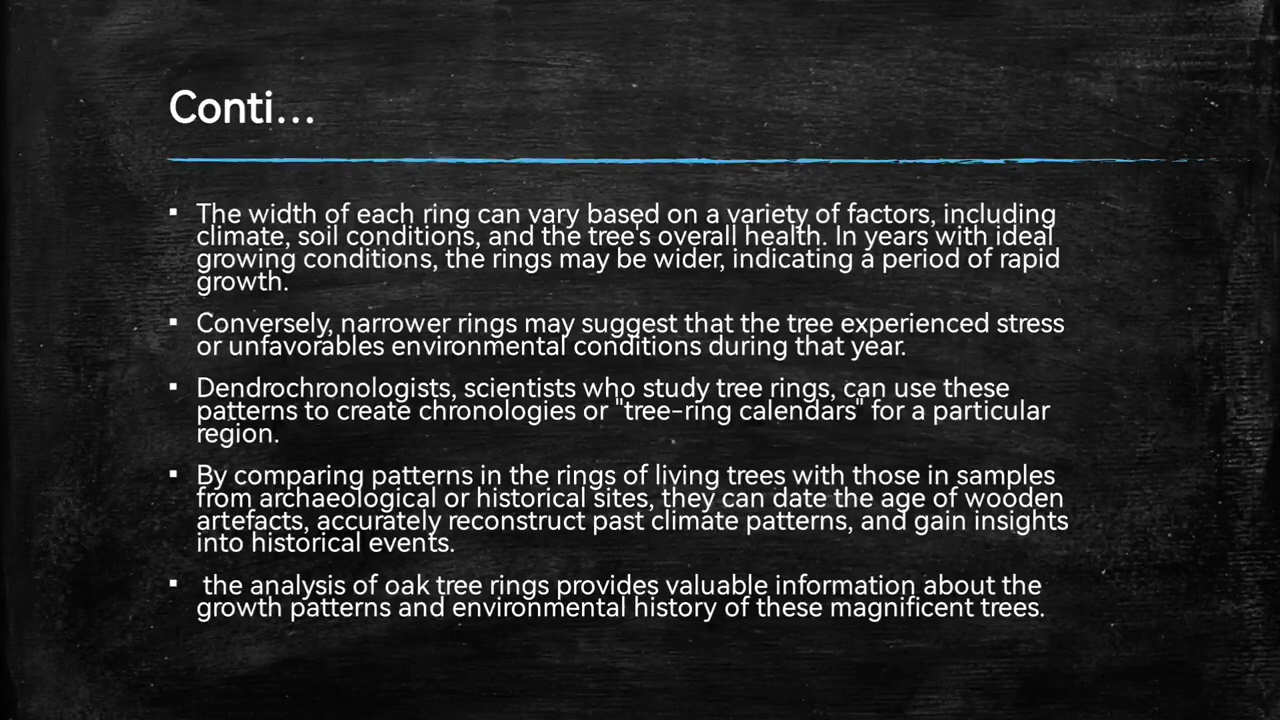 Conti...
▪ The width of each ring can vary based on a variety of factors, including
climate, soil conditions, and the tree's overall health. In years with ideal
growing conditions, the rings may be wider, indicating a period of rapid
growth.
▪ Conversely, narrower rings may suggest that the tree experienced stress
or unfavorables environmental conditions during that year.
▪ Dendrochronologists, scientists who study tree rings, can use these
patterns to create chronologies or "tree-ring calendars" for a particular
region.
▪ By comparing patterns in the rings of living trees with those in samples
from archaeological or historical sites, they can date the age of wooden
artefacts, accurately reconstruct past climate patterns, and gain insights
into historical events.
▪ the analysis of oak tree rings provides valuable information about the
growth patterns and environmental history of these magnificent trees.